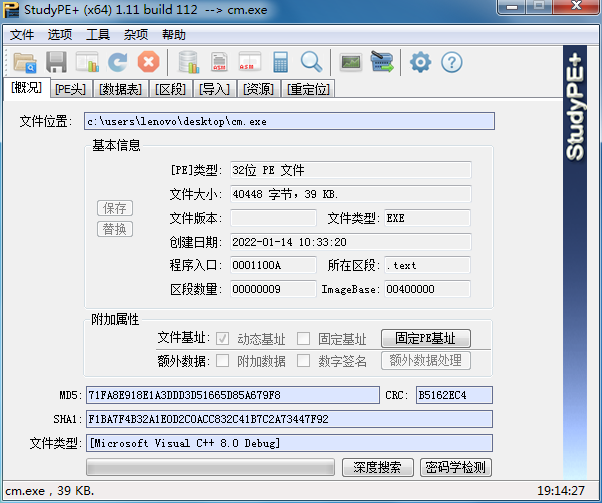 StudyPE+ (x64) 1.11 build 112 --> cm.exe
文件 选项 工具 杂项 帮助
[概况] [PE头] [数据表] [区段] [导入] [资源] [重定位]
文件位置: c:\users\lenovo\desktop\cm.exe
StudyPE+
基本信息
[PE]类型: 32位 PE 文件
文件大小: 40448 字节，39 KB.
保存
文件版本: 文件类型: EXE
替换
创建日期: 2022-01-14 10:33:20
程序入口: 0001100A 所在区段: .text
区段数量: 00000009 ImageBase: 00400000
附加属性
文件基址: 动态基址 固定基址 固定PE基址
额外数据: 附加数据 数字签名 额外数据处理
MD5: 71FA8E918E1A3DDD3D51665D85A679F8 CRC: B5162EC4
SHA1: F1BA7F4B32A1E0D2C0ACC832C41B7C2A73447F92
文件类型: [Microsoft Visual C++ 8.0 Debug]
深度搜索 密码学检测
cm.exe，39 KB. 19:14:27